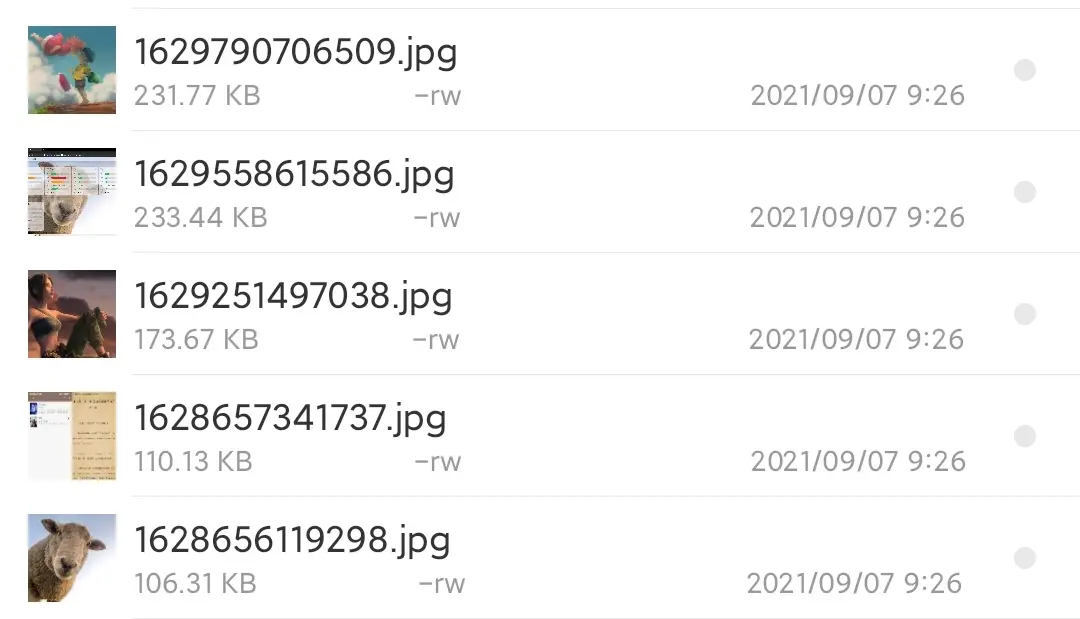 1629790706509.jpg
231.77 KB -rw 2021/09/07 9:26
1629558615586.jpg
233.44 KB -rw 2021/09/07 9:26
1629251497038.jpg
173.67 KB -rw 2021/09/07 9:26
1628657341737.jpg
110.13 KB -rw 2021/09/07 9:26
1628656119298.jpg
106.31 KB -rw 2021/09/07 9:26